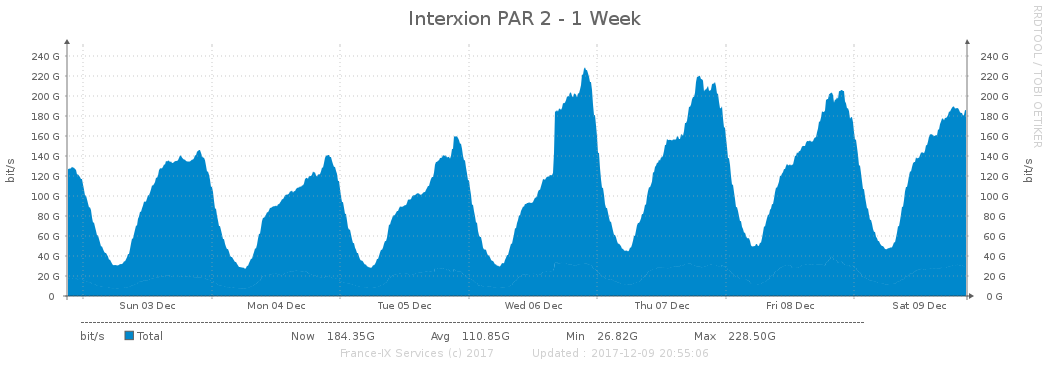 Interxion PAR 2 - 1 Week
RRDTOOL / TOBI OETIKER
bit/s
240 G 240 G
220 G 220 G
200 G 200 G
180 G 180 G
160 G 160 G
140 G 140 G
120 G 120 G
100 G 100 G
80 G 80 G
60 G 60 G
40 G 40 G
20 G 20 G
0 0 G
bit/s
Sun 03 Dec Mon 04 Dec Tue 05 Dec Wed 06 Dec Thu 07 Dec Fri 08 Dec Sat 09 Dec
bit/s Total Now 184.35G Avg 110.85G Min 26.82G Max 228.50G
France-IX Services (c) 2017 Updated : 2017-12-09 20:55:06